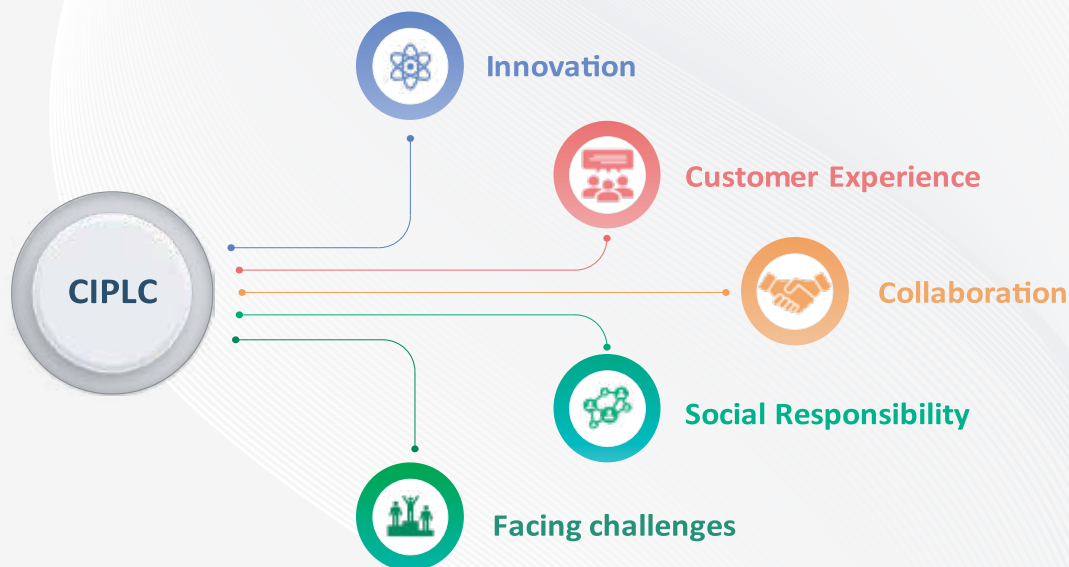 Innovation
Customer Experience
CIPLC
Collaboration
Social Responsibility
Facing challenges